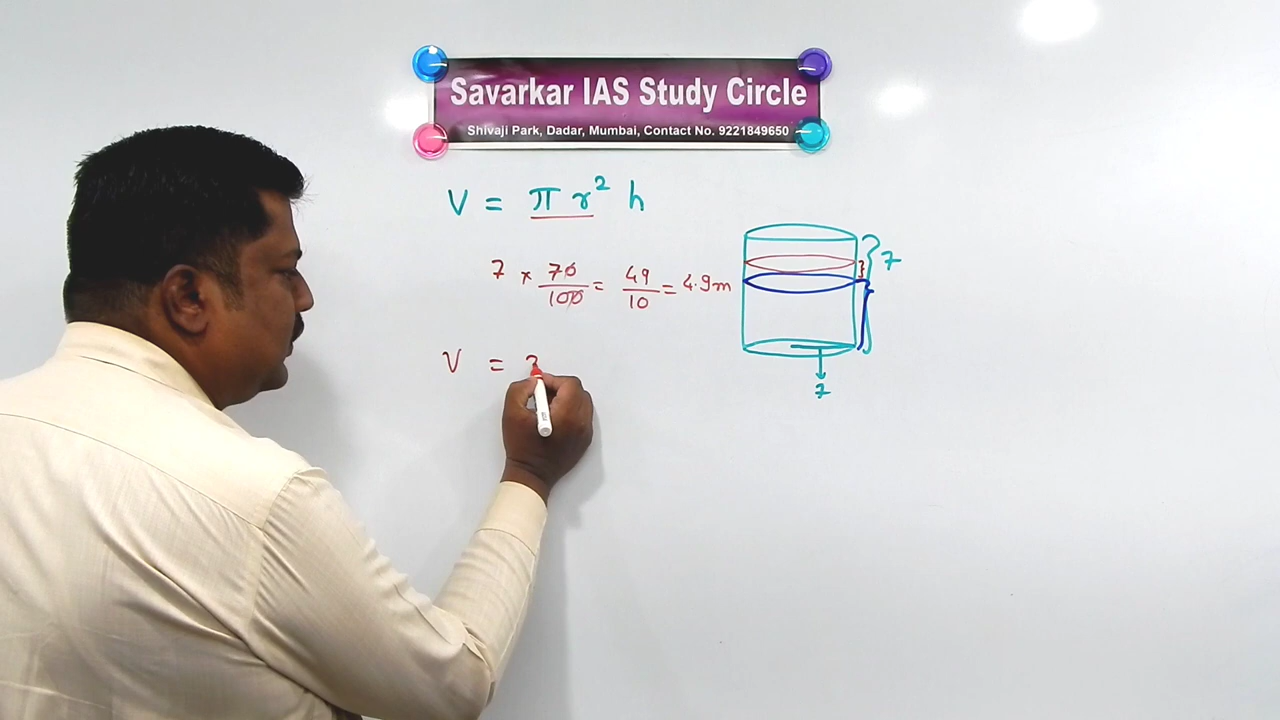 Savarkar IAS Study Circle
Shivaji Park, Dadar, Mumbai, Contact No. 9221849650
V = π r² h
7 × 70/100 = 49/10 = 4.9m
7
7
V =